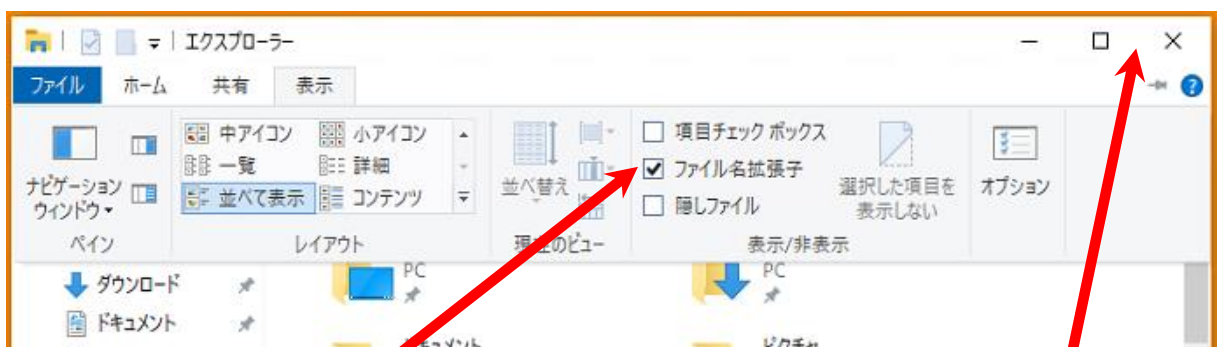 エクスプローラー
ファイル ホーム 共有 表示
中アイコン 小アイコン
一覧 詳細
並べて表示 コンテンツ
ナビゲーション
ウィンドウ
並べ替え
項目チェック ボックス
ファイル名拡張子
隠しファイル
選択した項目を
表示しない
オプション
ペイン レイアウト 現在のビュー 表示/非表示
ダウンロード
ドキュメント
PC
PC